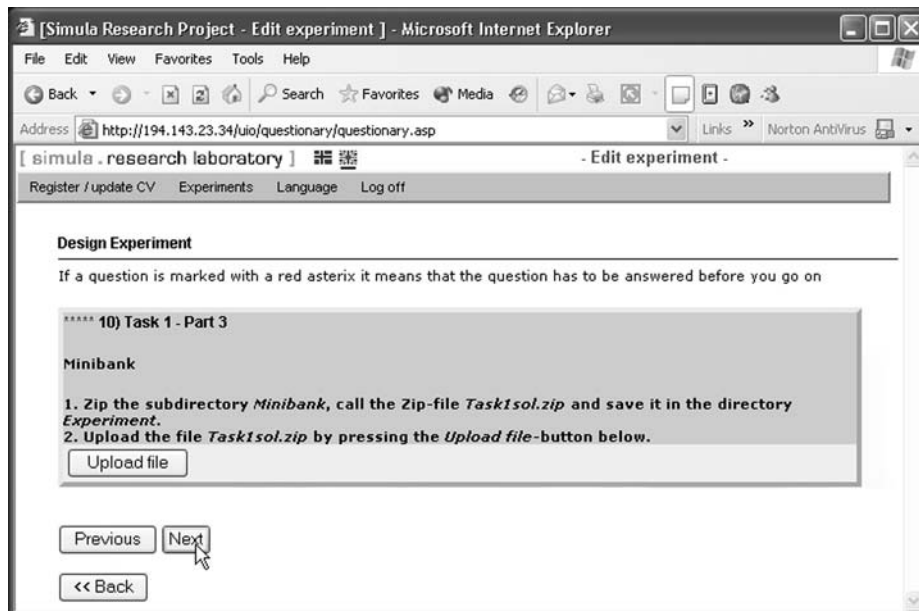 [Simula Research Project - Edit experiment ] - Microsoft Internet Explorer
File Edit View Favorites Tools Help
Back Search Favorites Media
Address http://194.143.23.34/uio/questionary/questionary.asp Links » Norton AntiVirus
[ simula . research laboratory ] - Edit experiment -
Register / update CV Experiments Language Log off
Design Experiment
If a question is marked with a red asterix it means that the question has to be answered before you go on
***** 10) Task 1 - Part 3
Minibank
1. Zip the subdirectory Minibank, call the Zip-file Task1sol.zip and save it in the directory
Experiment.
2. Upload the file Task1sol.zip by pressing the Upload file-button below.
Upload file
Previous Next
<< Back